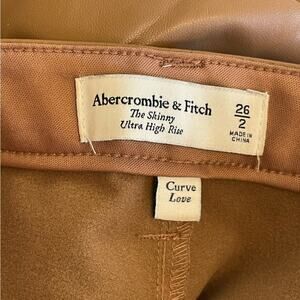 Abercrombie & Fitch
The Skinny
Ultra High Rise
26
2
MADE IN
CHINA
Curve
Love